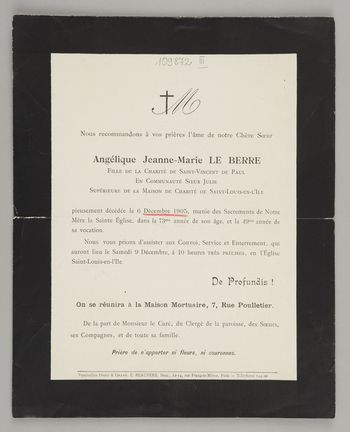 109872 III
M
Nous recommandons à vos prières l'âme de notre Chère Sœur
Angélique Jeanne-Marie LE BERRE
Fille de la Charité de Saint-Vincent de Paul
En Communauté Sœur Julie
Supérieure de la Maison de Charité de Saint-Louis-en-l'Ile
pieusement décédée le 6 Décembre 1905, munie des Sacrements de Notre
Mère la Sainte Église, dans la 73me année de son âge, et la 49me année de
sa vocation.
Nous vous prions d'assister aux Convoi, Service et Enterrement, qui
auront lieu le Samedi 9 Décembre, à 10 heures très précises, en l'Église
Saint-Louis-en-l'Ile.
De Profundis !
On se réunira à la Maison Mortuaire, 7, Rue Poulletier.
De la part de Monsieur le Curé, du Clergé de la paroisse, des Sœurs,
ses Compagnes, et de toute sa famille.
Prière de n'apporter ni fleurs, ni couronnes.